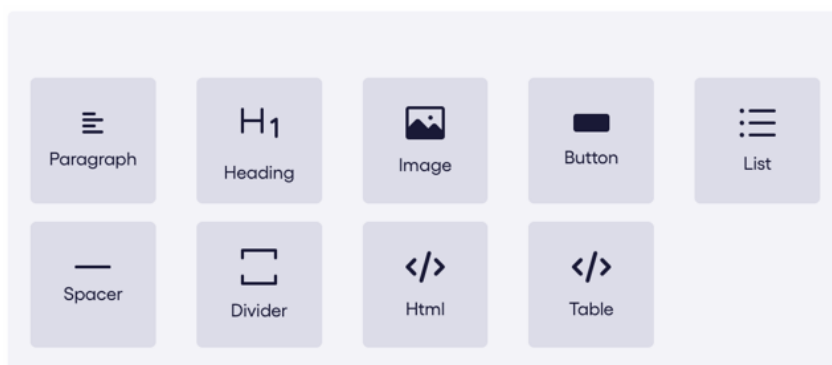 H1
Paragraph
Heading
Image
Button
List
Spacer
Divider
</>
Html
</>
Table